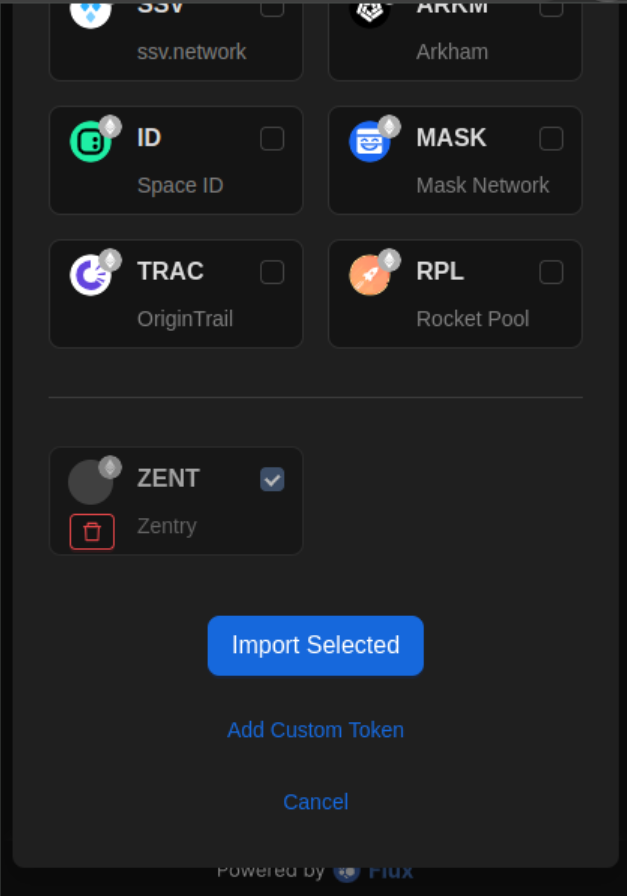 SSV
ARKM
ssv.network
Arkham
ID
MASK
Space ID
Mask Network
TRAC
RPL
OriginTrail
Rocket Pool
ZENT
Zentry
Import Selected
Add Custom Token
Cancel
Powered by Flux